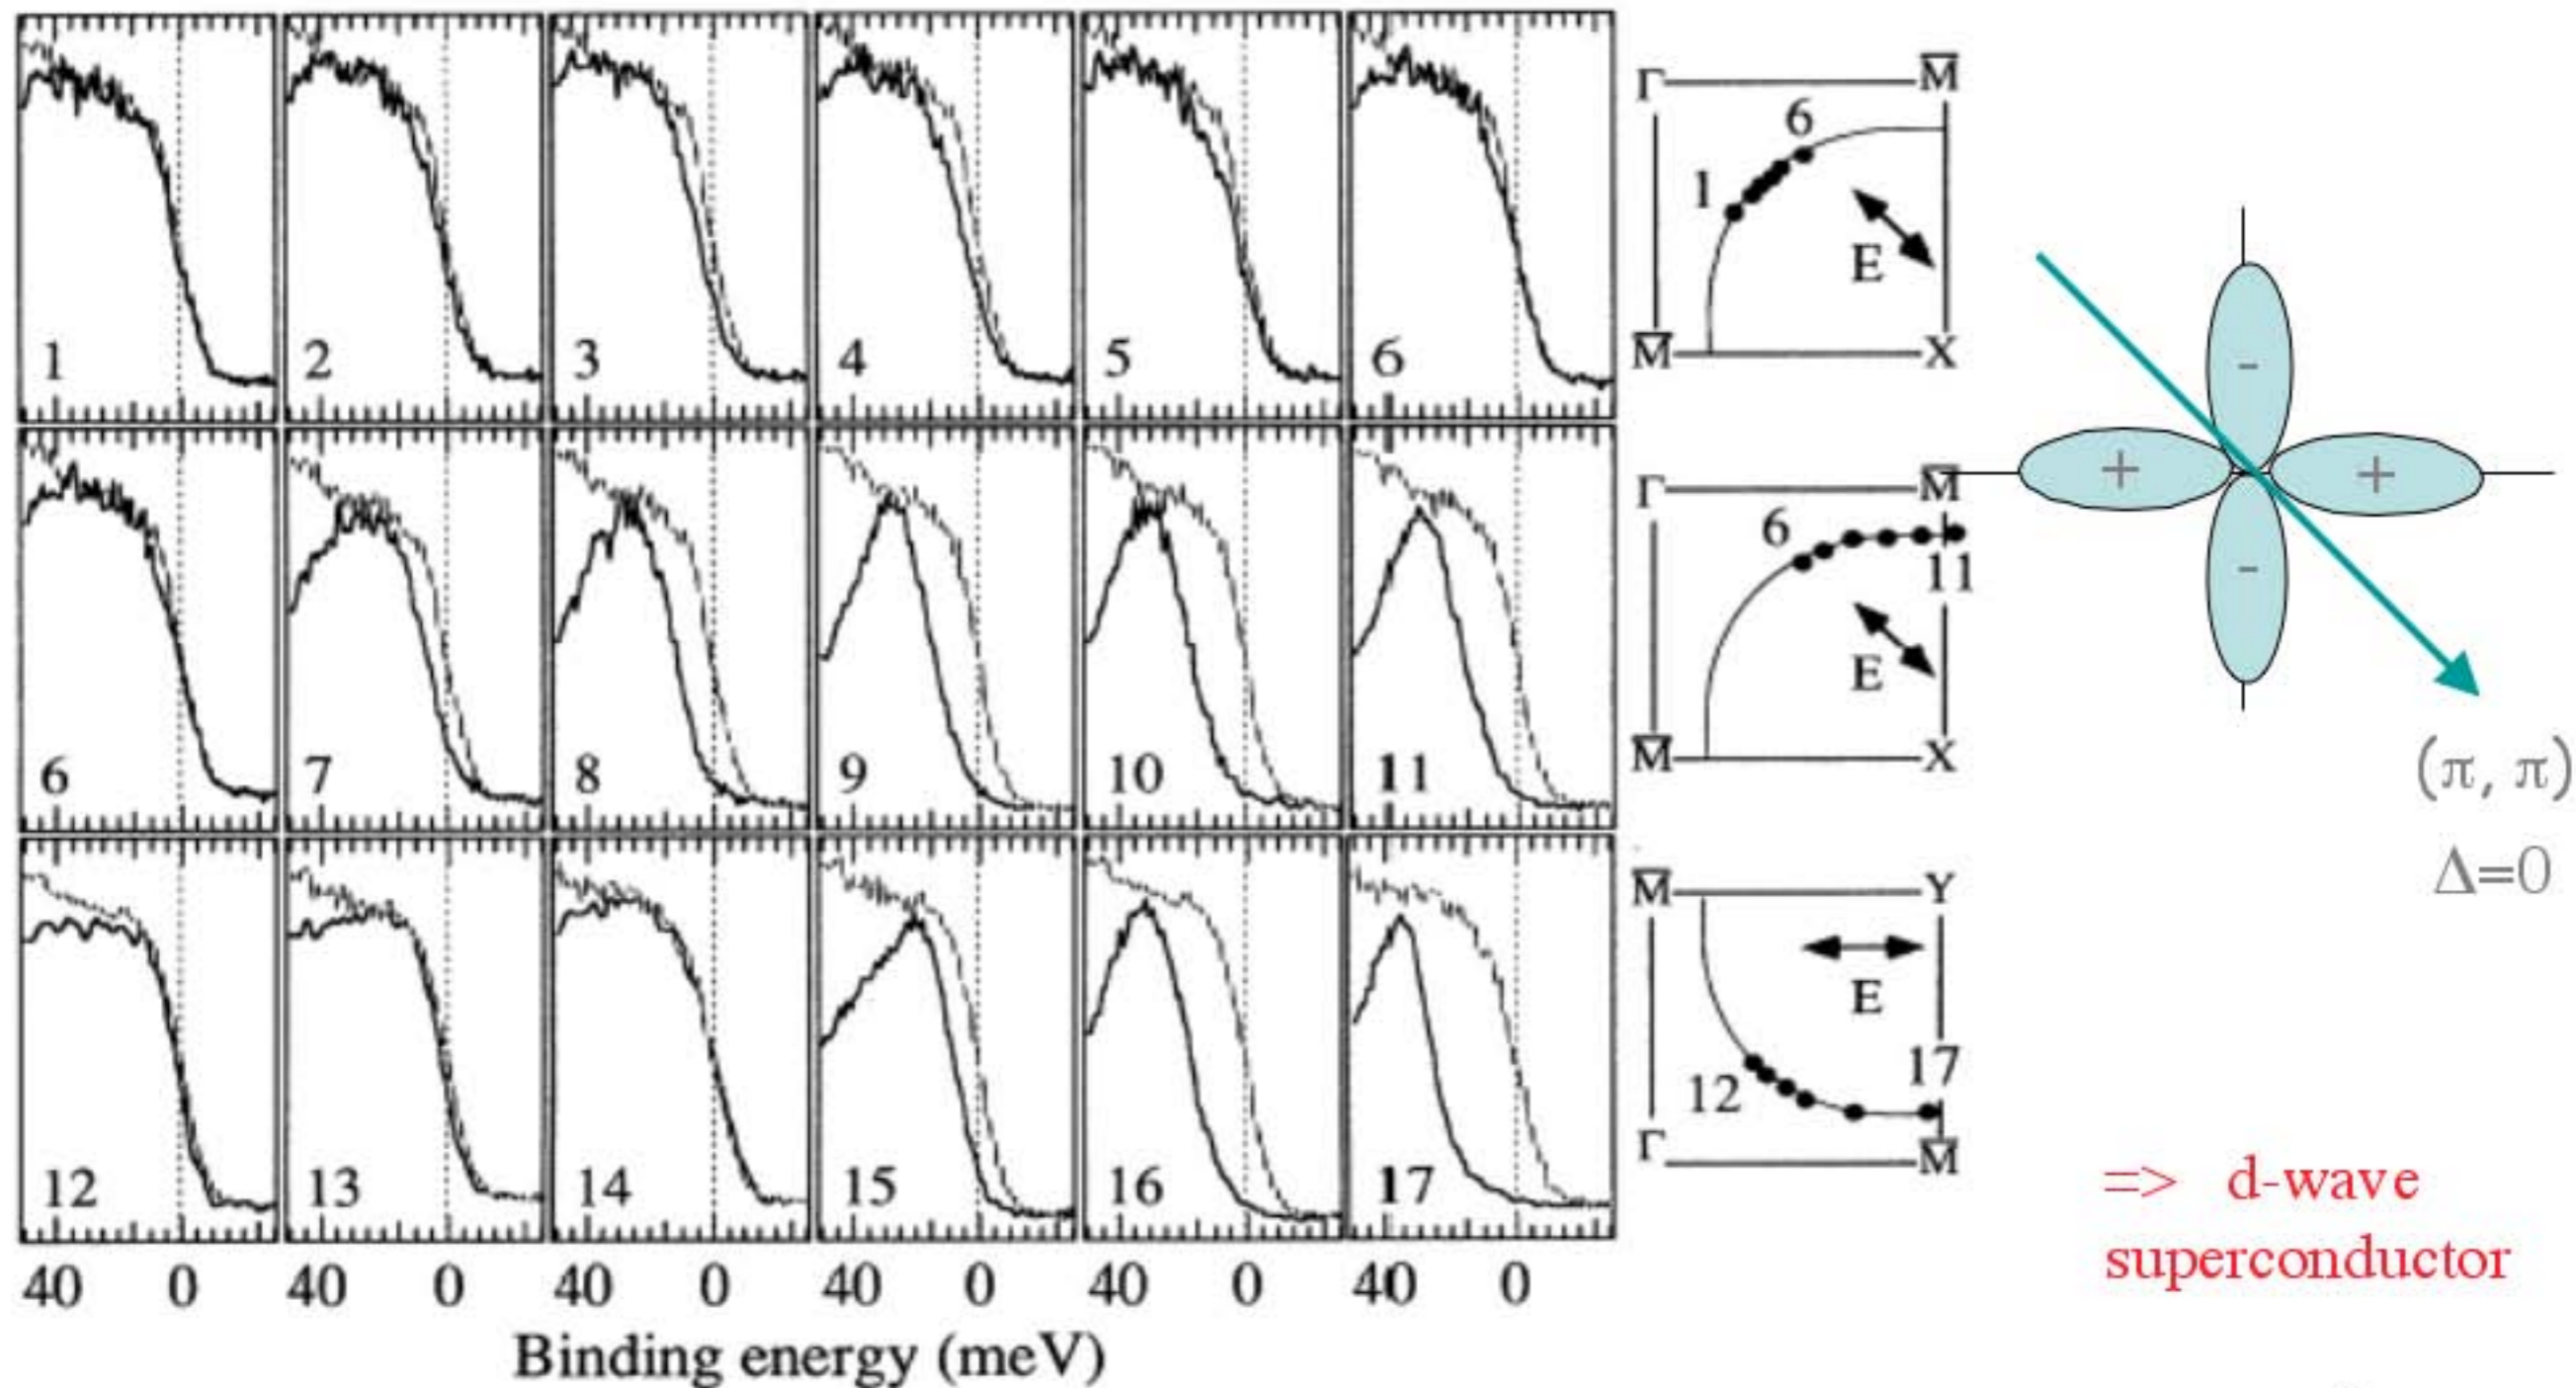 1 2 3 4 5 6
Γ M̅
6
1
E
M̅ X
6 7 8 9 10 11
Γ M̅
6
11
E
M̅ X
12 13 14 15 16 17
M̅ Y
E
17
12
Γ M̅
40 0 40 0 40 0 40 0 40 0 40 0
Binding energy (meV)
-
+ +
-
(π, π)
Δ=0
=> d-wave
superconductor